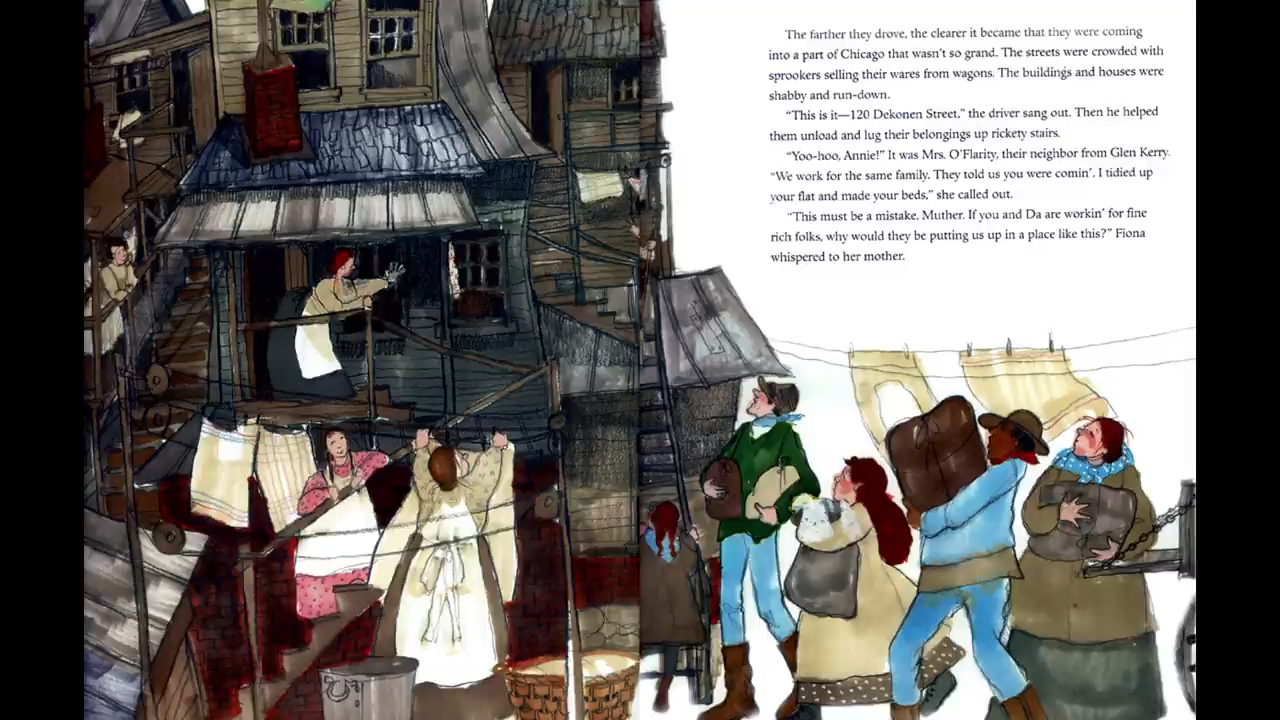 The farther they drove, the clearer it became that they were coming
into a part of Chicago that wasn't so grand. The streets were crowded with
sprookers selling their wares from wagons. The buildings and houses were
shabby and run-down.
“This is it—120 Dekonen Street,” the driver sang out. Then he helped
them unload and lug their belongings up rickety stairs.
“Yoo-hoo, Annie!” It was Mrs. O'Flarity, their neighbor from Glen Kerry.
“We work for the same family. They told us you were comin'. I tidied up
your flat and made your beds,” she called out.
“This must be a mistake. Muther. If you and Da are workin' for fine
rich folks, why would they be putting us up in a place like this?” Fiona
whispered to her mother.